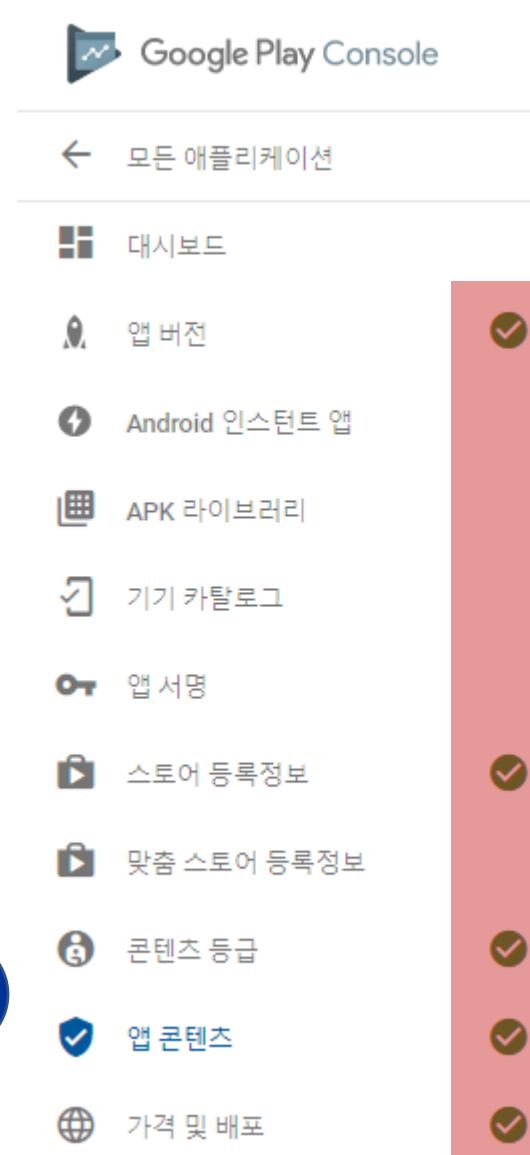 Google Play Console
모든 애플리케이션
대시보드
앱 버전
Android 인스턴트 앱
APK 라이브러리
기기 카탈로그
앱 서명
스토어 등록정보
맞춤 스토어 등록정보
콘텐츠 등급
앱 콘텐츠
가격 및 배포